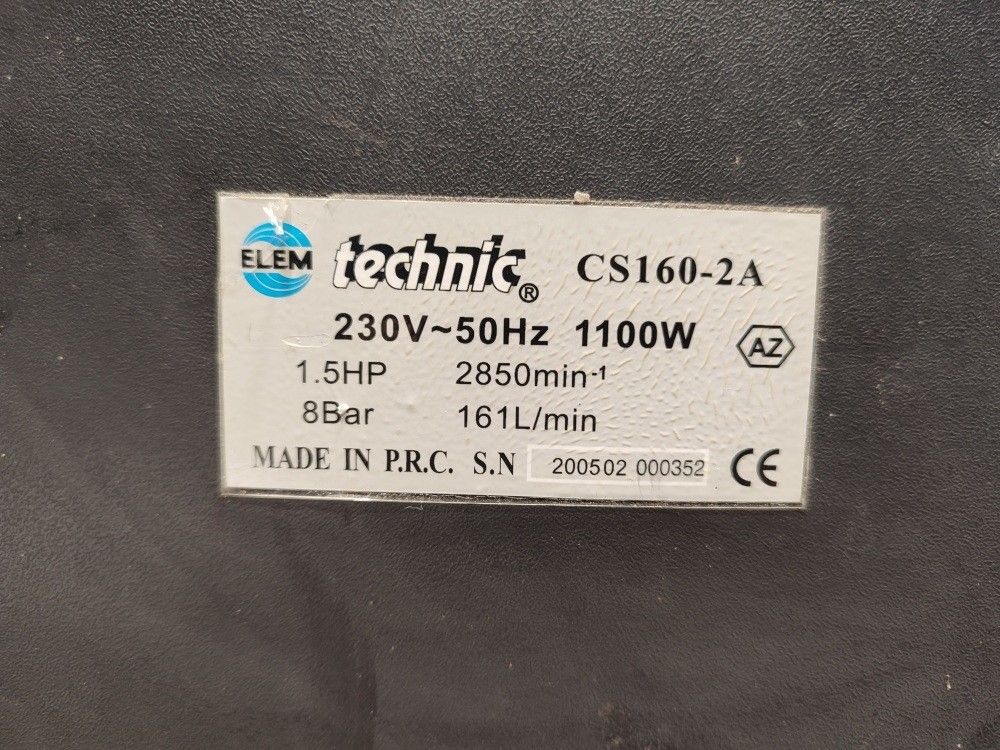 ELEM technic® CS160-2A
230V~50Hz 1100W
AZ
1.5HP 2850min⁻¹
8Bar 161L/min
MADE IN P.R.C. S.N 200502 000352 CE